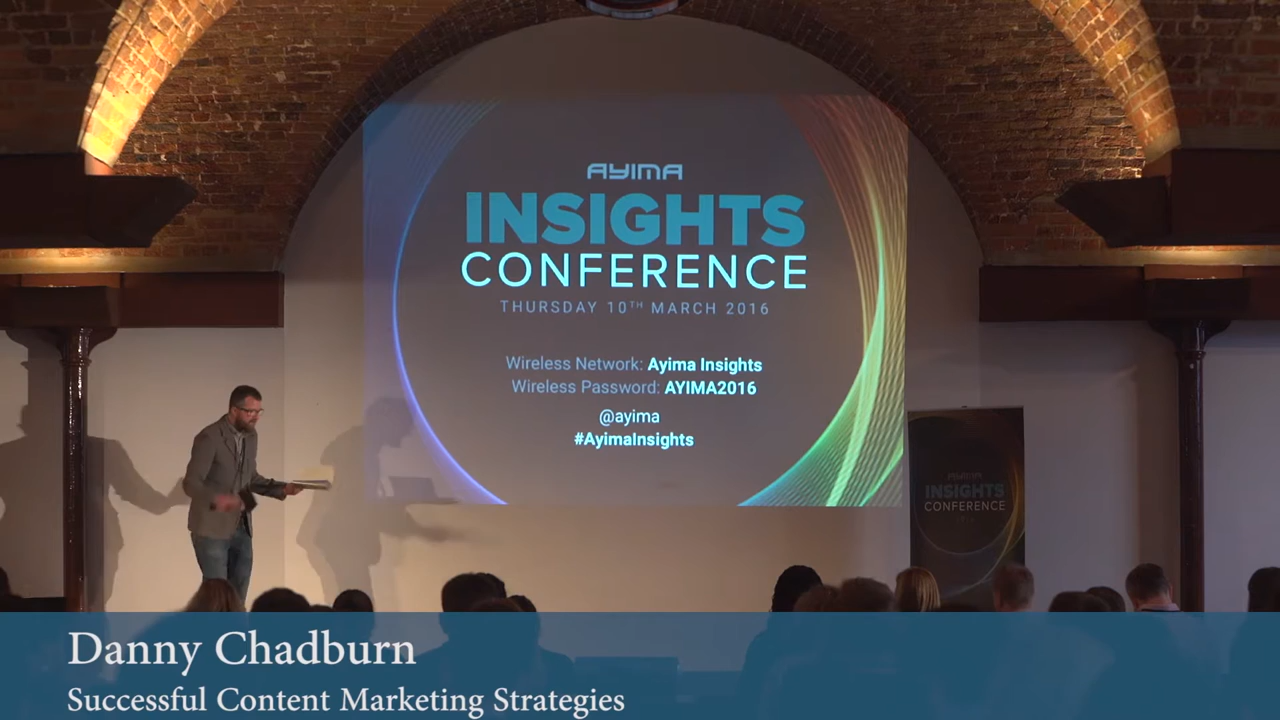 AYIMA
INSIGHTS
CONFERENCE
THURSDAY 10TH MARCH 2016
Wireless Network: Ayima Insights
Wireless Password: AYIMA2016
@ayima
#AyimaInsights
AYIMA
INSIGHTS
CONFERENCE
Danny Chadburn
Successful Content Marketing Strategies